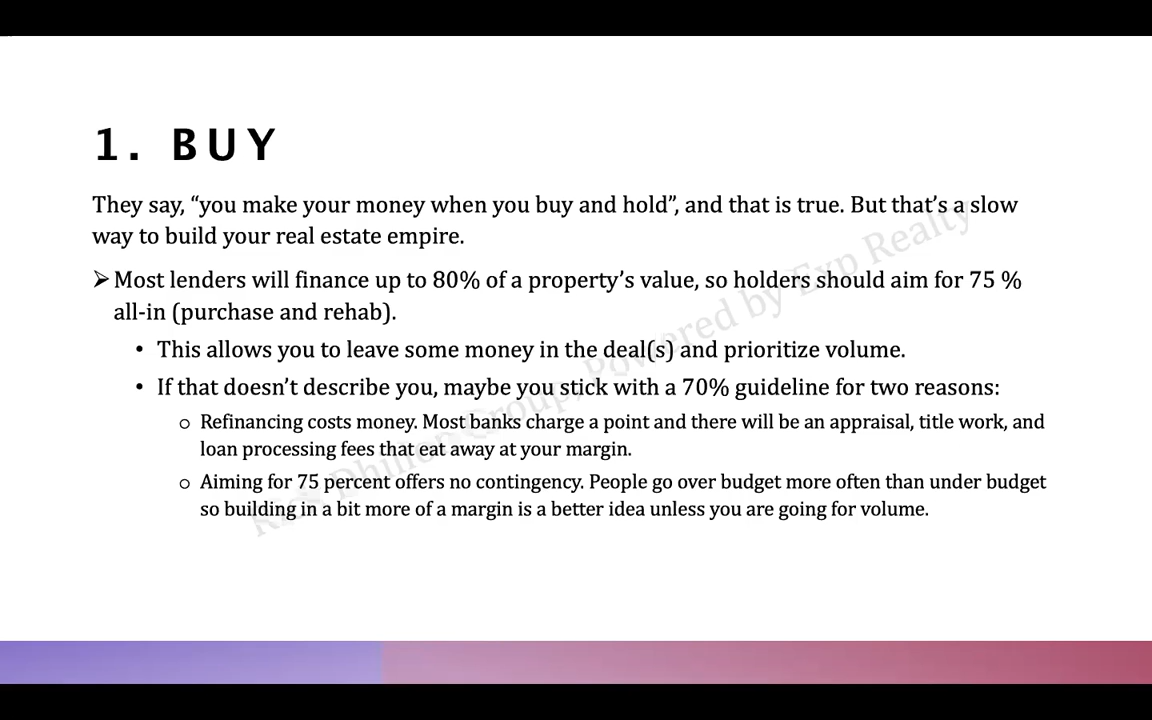 1. BUY
They say, “you make your money when you buy and hold”, and that is true. But that’s a slow
way to build your real estate empire.
➢ Most lenders will finance up to 80% of a property’s value, so holders should aim for 75 %
all-in (purchase and rehab).
• This allows you to leave some money in the deal(s) and prioritize volume.
• If that doesn’t describe you, maybe you stick with a 70% guideline for two reasons:
o Refinancing costs money. Most banks charge a point and there will be an appraisal, title work, and
loan processing fees that eat away at your margin.
o Aiming for 75 percent offers no contingency. People go over budget more often than under budget
so building in a bit more of a margin is a better idea unless you are going for volume.
Group, Powered by Exp Realty